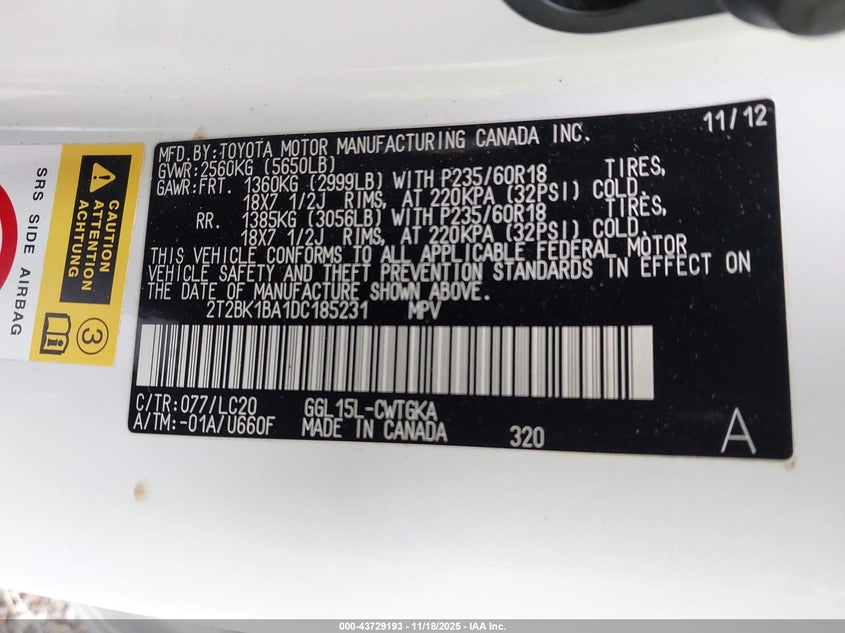 11/12
MFD.BY:TOYOTA MOTOR MANUFACTURING CANADA INC.
GVWR:2560KG (5650LB)
GAWR:FRT. 1360KG (2999LB) WITH P235/60R18 TIRES,
18X7 1/2J RIMS, AT 220KPA (32PSI) COLD.
RR. 1385KG (3056LB) WITH P235/60R18 TIRES,
18X7 1/2J RIMS, AT 220KPA (32PSI) COLD.
THIS VEHICLE CONFORMS TO ALL APPLICABLE FEDERAL MOTOR
VEHICLE SAFETY AND THEFT PREVENTION STANDARDS IN EFFECT ON
THE DATE OF MANUFACTURE SHOWN ABOVE.
2T2BK1BA1DC185231 MPV
C/TR:077/LC20 GGL15L-CWTGKA
A/TM:-01A/U660F MADE IN CANADA 320 A
CAUTION
ATTENTION
ACHTUNG
SRS SIDE AIRBAG
3
000-43729193 - 11/18/2025 - IAA Inc.